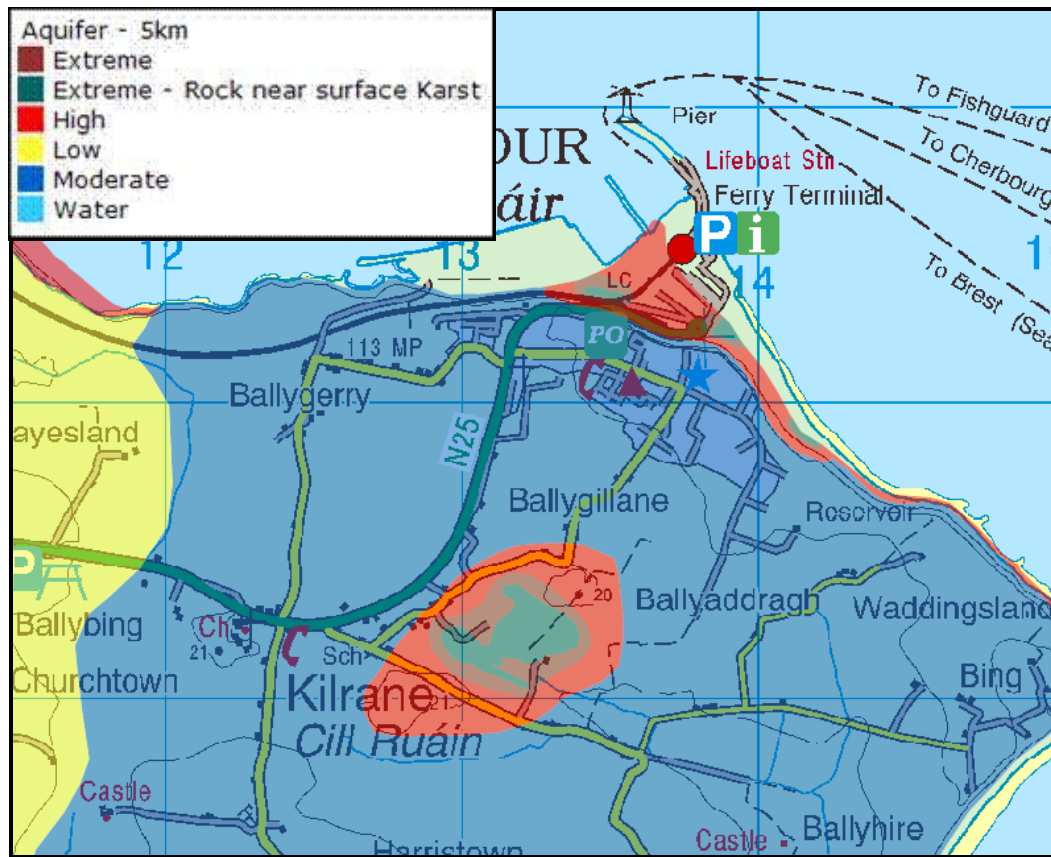 Aquifer - 5km
Extreme
Extreme - Rock near surface Karst
High
Low
Moderate
Water
OUR
áir
Pier
Lifeboat Stn
Ferry Terminal
P i
To Fishguard
To Cherbourg
To Brest (Sea
12
13
14
1
LC
PO
113 MP
Ballygerry
N25
ayesland
Ballygillane
Reservoir
20
P
Ballyaddragh
Waddingsland
Ballybing
Ch
21
Sch
Churchtown
Kilrane
21
Bing
Cill Ruáin
Castle
Castle
Ballyhire
Harristown